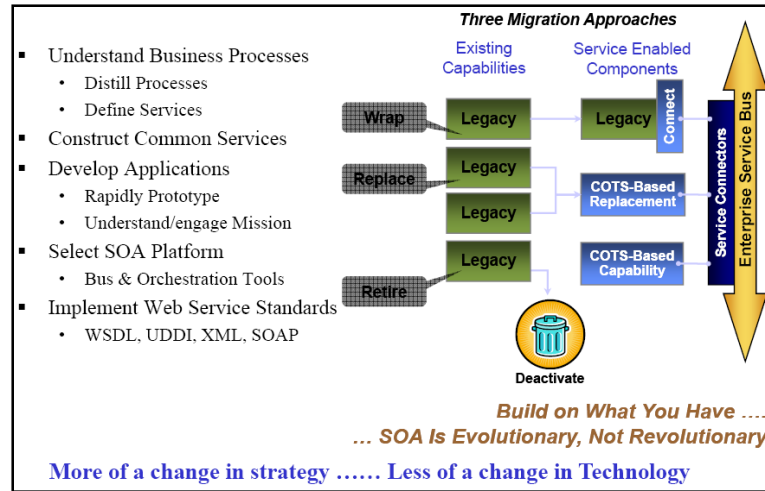 Three Migration Approaches
▪ Understand Business Processes
• Distill Processes
• Define Services
▪ Construct Common Services
▪ Develop Applications
• Rapidly Prototype
• Understand/engage Mission
▪ Select SOA Platform
• Bus & Orchestration Tools
▪ Implement Web Service Standards
• WSDL, UDDI, XML, SOAP
Existing
Capabilities
Service Enabled
Components
Wrap
Legacy
Legacy
Connect
Replace
Legacy
Legacy
COTS-Based
Replacement
Retire
Legacy
COTS-Based
Capability
Service Connectors
Enterprise Service Bus
Deactivate
Build on What You Have ....
... SOA Is Evolutionary, Not Revolutionary
More of a change in strategy …… Less of a change in Technology